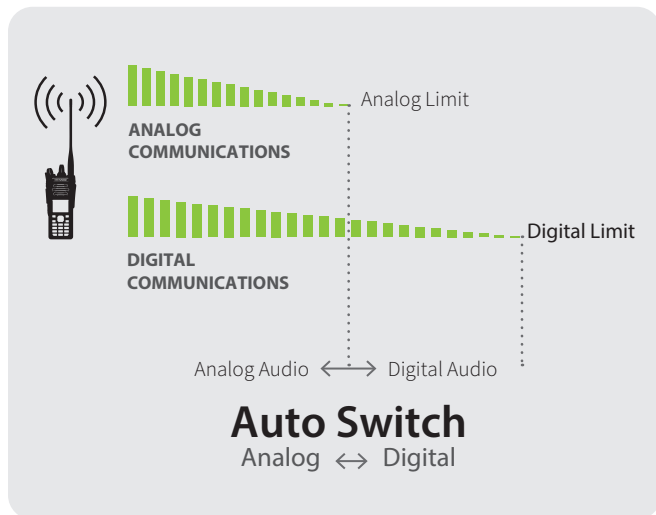 Analog Limit
ANALOG
COMMUNICATIONS
Digital Limit
DIGITAL
COMMUNICATIONS
Analog Audio ↔ Digital Audio
Auto Switch
Analog ↔ Digital